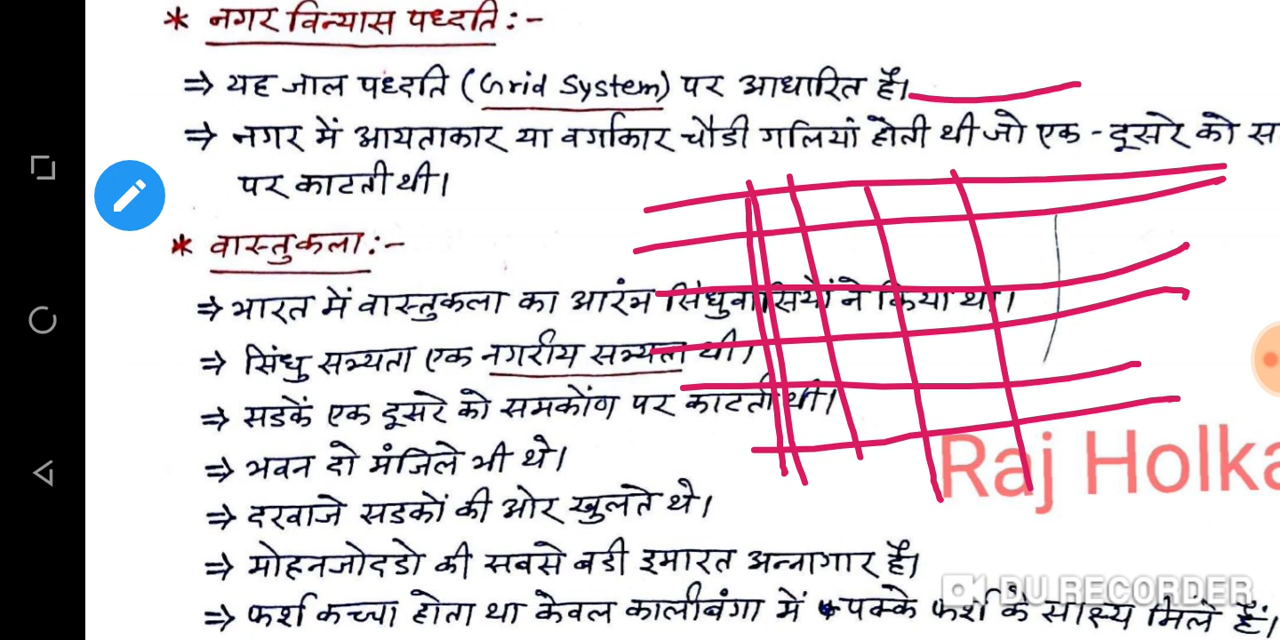 * नगर विन्यास पध्दति :-
⇒ यह जाल पध्दति (Grid System) पर आधारित हैं।
⇒ नगर में आयताकार या वर्गाकार चौडी गलियां होती थी जो एक - दूसरे को स
पर काटती थी।
* वास्तुकला :-
⇒ भारत में वास्तुकला का आरंभ सिंधुवासियों ने किया था।
⇒ सिंधु सभ्यता एक नगरीय सभ्यता थी।
⇒ सडकें एक दूसरे को समकोंण पर काटती थी।
⇒ भवन दो मंजिले भी थे।
Raj Holka
⇒ दरवाजे सडकों की ओर खुलते थे।
⇒ मोहनजोदडो की सबसे बडी इमारत अन्नागार हैं।
DU RECORDER
⇒ फर्श कच्चा होता था केवल कालीबंगा में पक्के फर्श के साक्ष्य मिले हैं।